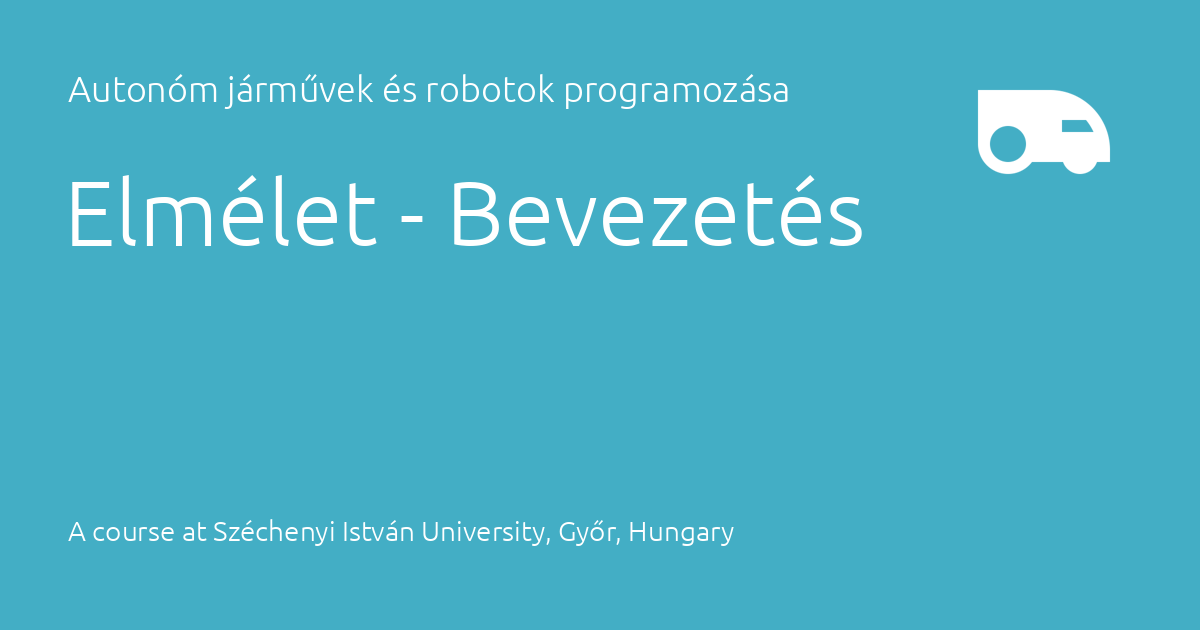 Autonóm járművek és robotok programozása
Elmélet - Bevezetés
A course at Széchenyi István University, Győr, Hungary